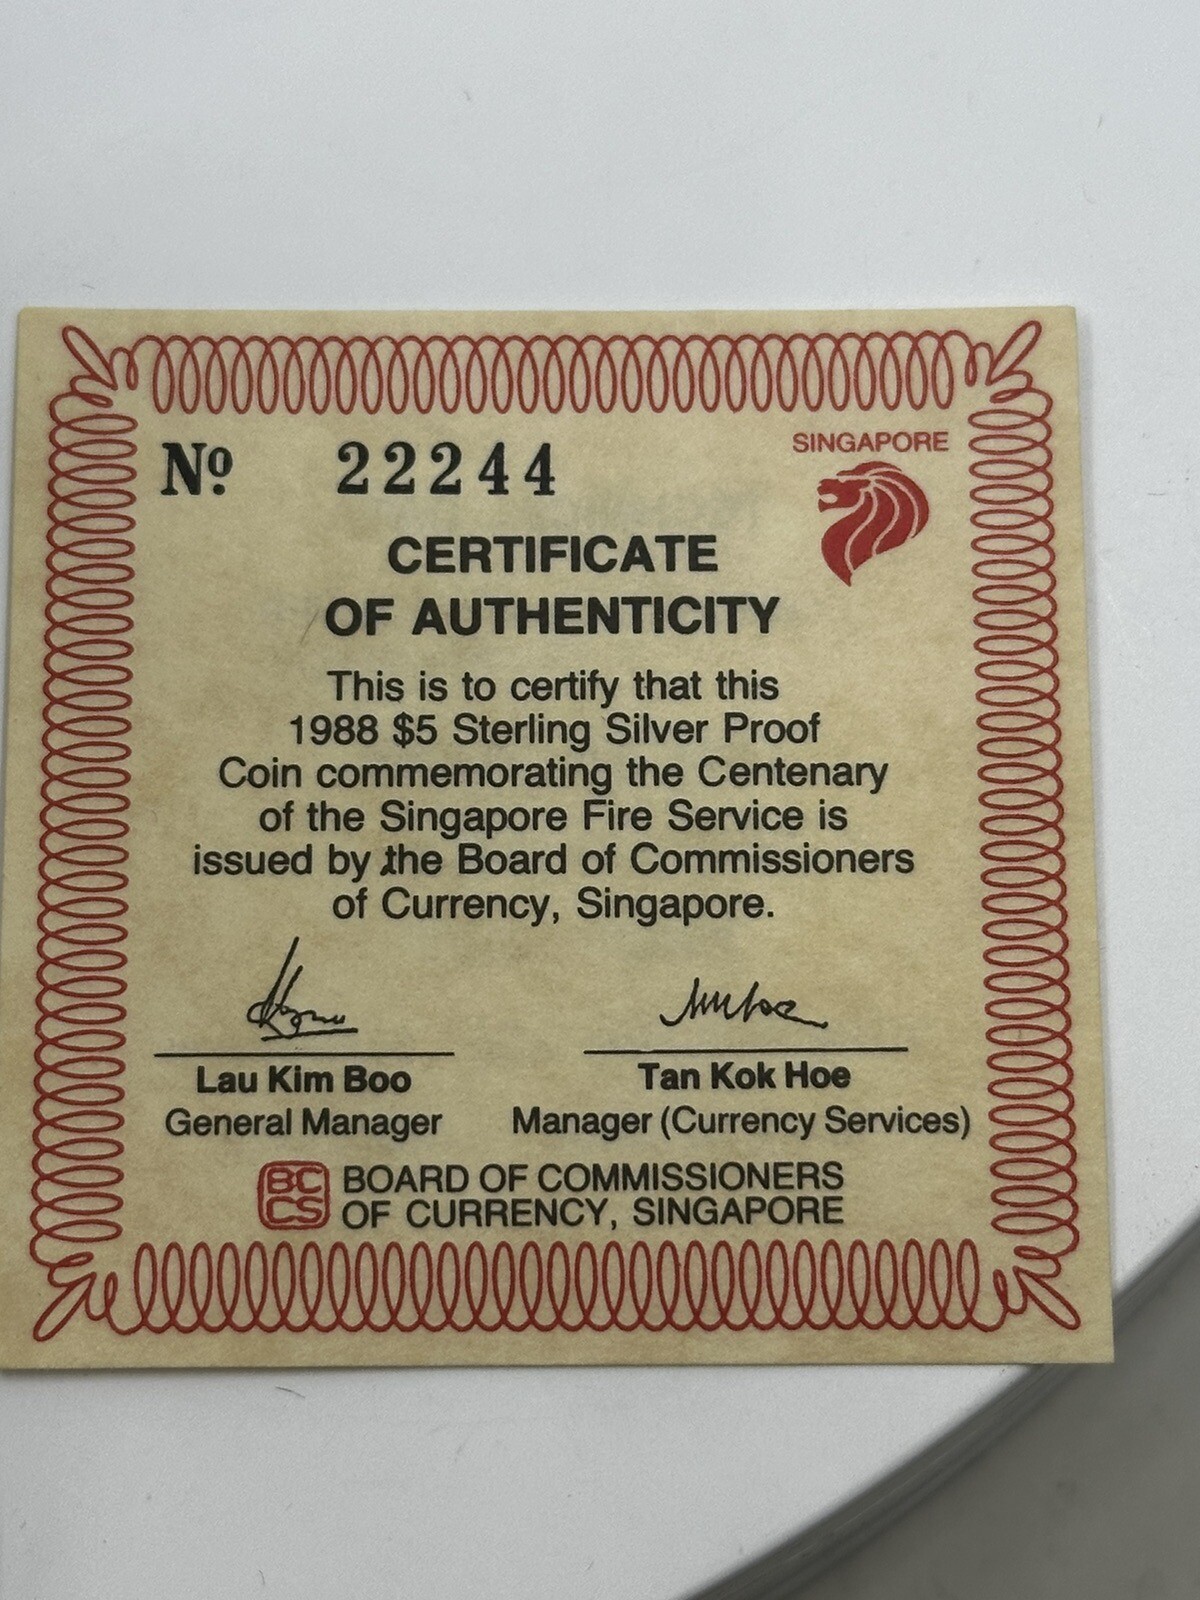 Nº 22244
SINGAPORE
CERTIFICATE
OF AUTHENTICITY
This is to certify that this
1988 $5 Sterling Silver Proof
Coin commemorating the Centenary
of the Singapore Fire Service is
issued by the Board of Commissioners
of Currency, Singapore.
Lau Kim Boo
General Manager
Tan Kok Hoe
Manager (Currency Services)
BC
CS
BOARD OF COMMISSIONERS
OF CURRENCY, SINGAPORE